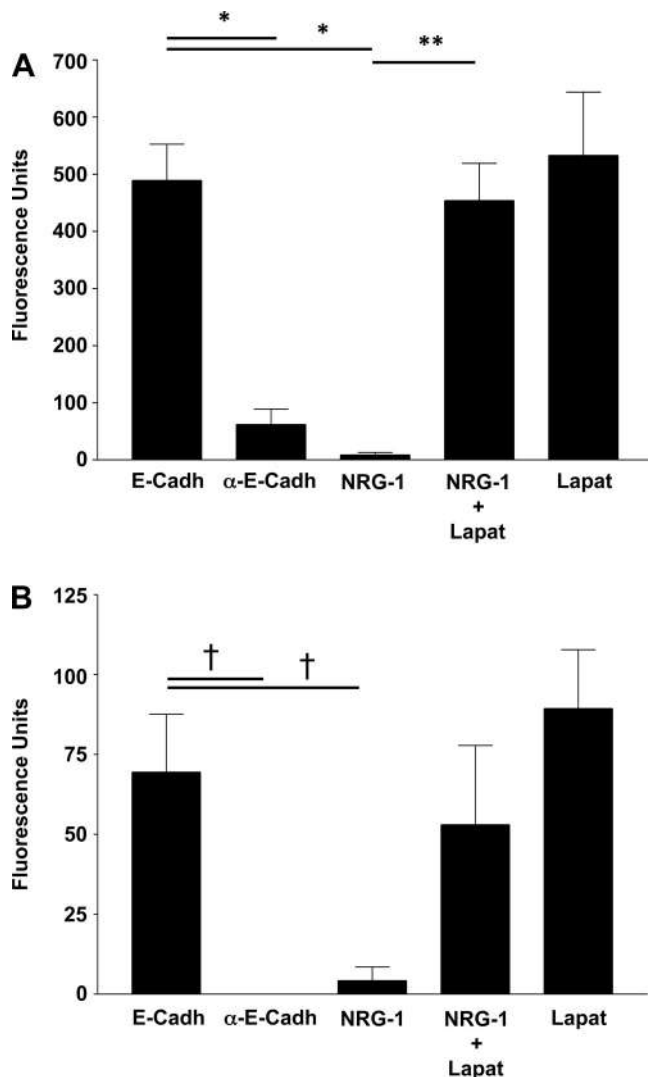 * * **
A
700
600
500
400
300
200
100
0
Fluorescence Units
E-Cadh α-E-Cadh NRG-1 NRG-1 Lapat
+
Lapat
B
125
100
75
50
25
0
Fluorescence Units
† †
E-Cadh α-E-Cadh NRG-1 NRG-1 Lapat
+
Lapat